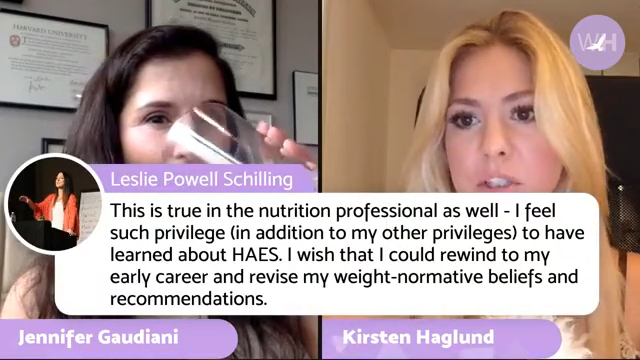 HARVARD UNIVERSITY
WH
Leslie Powell Schilling
This is true in the nutrition professional as well - I feel
such privilege (in addition to my other privileges) to have
learned about HAES. I wish that I could rewind to my
early career and revise my weight-normative beliefs and
recommendations.
Jennifer Gaudiani
Kirsten Haglund